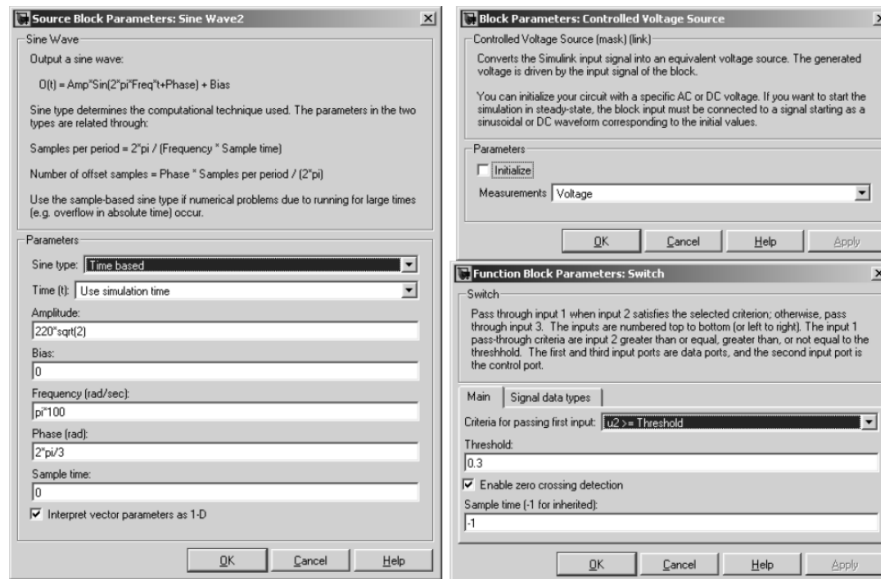 Source Block Parameters: Sine Wave2
Sine Wave
Output a sine wave:
O(t) = Amp*Sin(2*pi*Freq*t+Phase) + Bias
Sine type determines the computational technique used. The parameters in the two
types are related through:
Samples per period = 2*pi / (Frequency * Sample time)
Number of offset samples = Phase * Samples per period / (2*pi)
Use the sample-based sine type if numerical problems due to running for large times
(e.g. overflow in absolute time) occur.
Parameters
Sine type: Time based
Time (t): Use simulation time
Amplitude:
220*sqrt(2)
Bias:
0
Frequency (rad/sec):
pi*100
Phase (rad):
2*pi/3
Sample time:
0
Interpret vector parameters as 1-D
OK Cancel Help
Block Parameters: Controlled Voltage Source
Controlled Voltage Source (mask) (link)
Converts the Simulink input signal into an equivalent voltage source. The generated
voltage is driven by the input signal of the block.
You can initialize your circuit with a specific AC or DC voltage. If you want to start the
simulation in steady-state, the block input must be connected to a signal starting as a
sinusoidal or DC waveform corresponding to the initial values.
Parameters
Initialize
Measurements Voltage
OK Cancel Help Apply
Function Block Parameters: Switch
Switch
Pass through input 1 when input 2 satisfies the selected criterion; otherwise, pass
through input 3. The inputs are numbered top to bottom (or left to right). The input 1
pass-through criteria are input 2 greater than or equal, greater than, or not equal to the
threshhold. The first and third input ports are data ports, and the second input port is
the control port.
Main Signal data types
Criteria for passing first input: u2 >= Threshold
Threshold:
0.3
Enable zero crossing detection
Sample time (-1 for inherited):
-1
OK Cancel Help Apply